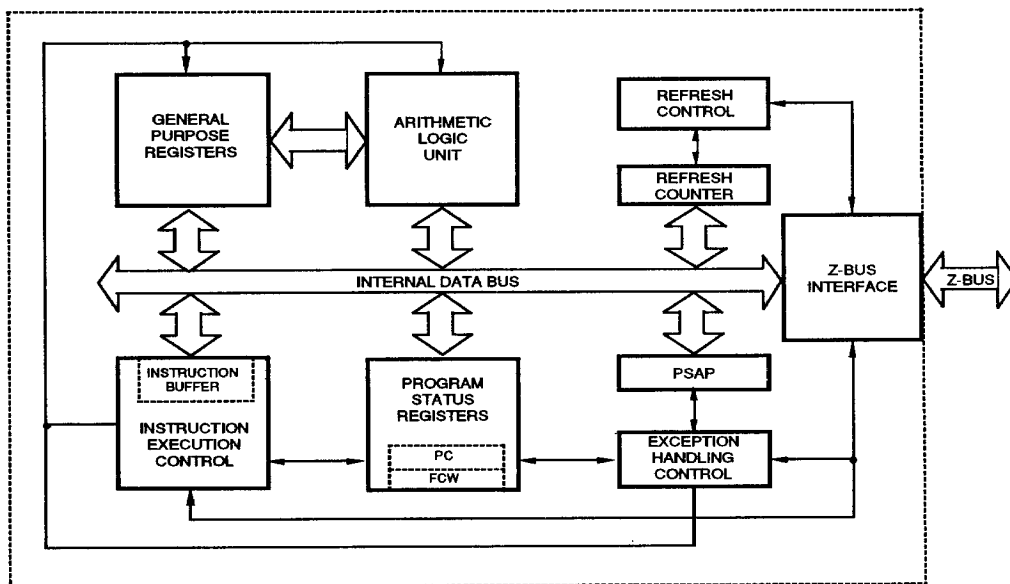 GENERAL
PURPOSE
REGISTERS
ARITHMETIC
LOGIC
UNIT
REFRESH
CONTROL
REFRESH
COUNTER
INTERNAL DATA BUS
Z-BUS
INTERFACE
Z-BUS
INSTRUCTION
BUFFER
INSTRUCTION
EXECUTION
CONTROL
PROGRAM
STATUS
REGISTERS
PC
FCW
PSAP
EXCEPTION
HANDLING
CONTROL